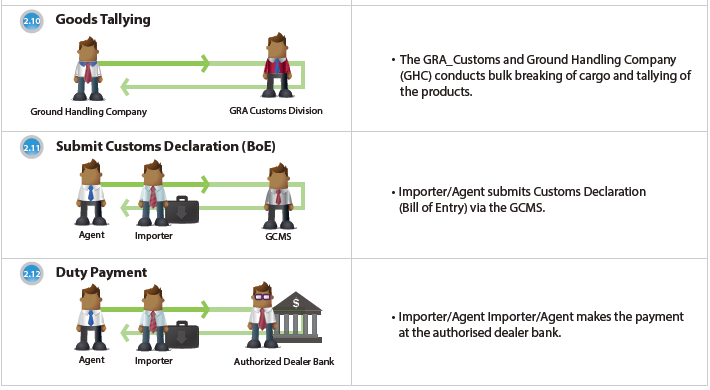 2.10 Goods Tallying
Ground Handling Company
GRA Customs Division
• The GRA_Customs and Ground Handling Company
(GHC) conducts bulk breaking of cargo and tallying of
the products.
2.11 Submit Customs Declaration (BoE)
Agent
Importer
GCMS
• Importer/Agent submits Customs Declaration
(Bill of Entry) via the GCMS.
2.12 Duty Payment
$
Agent
Importer
Authorized Dealer Bank
• Importer/Agent Importer/Agent makes the payment
at the authorised dealer bank.